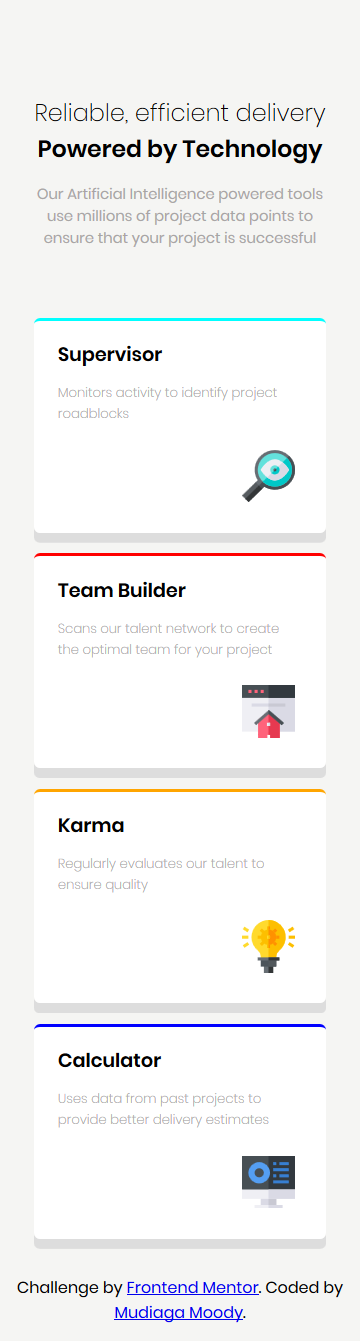 Reliable, efficient delivery
Powered by Technology
Our Artificial Intelligence powered tools
use millions of project data points to
ensure that your project is successful
Supervisor
Monitors activity to identify project
roadblocks
Team Builder
Scans our talent network to create
the optimal team for your project
Karma
Regularly evaluates our talent to
ensure quality
Calculator
Uses data from past projects to
provide better delivery estimates
Challenge by Frontend Mentor. Coded by
Mudiaga Moody.